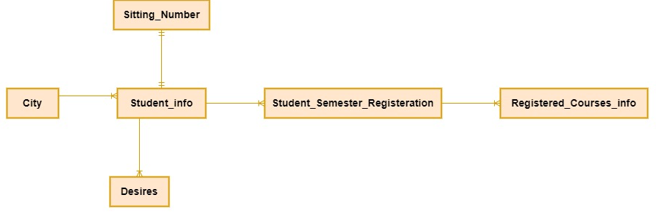 Sitting_Number
City
Student_info
Student_Semester_Registeration
Registered_Courses_info
Desires